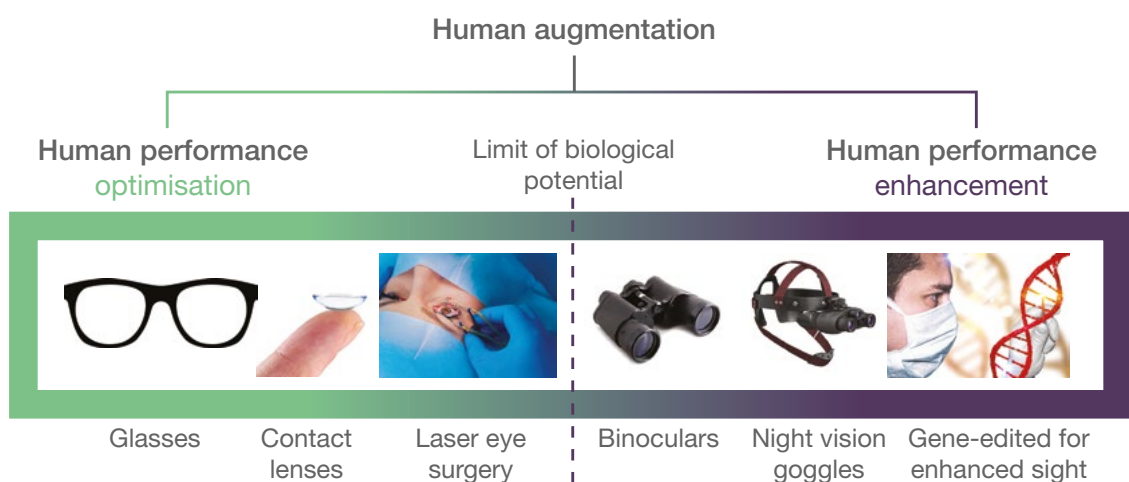 Human augmentation
Human performance
optimisation
Limit of biological
potential
Human performance
enhancement
Glasses
Contact
lenses
Laser eye
surgery
Binoculars
Night vision
goggles
Gene-edited for
enhanced sight